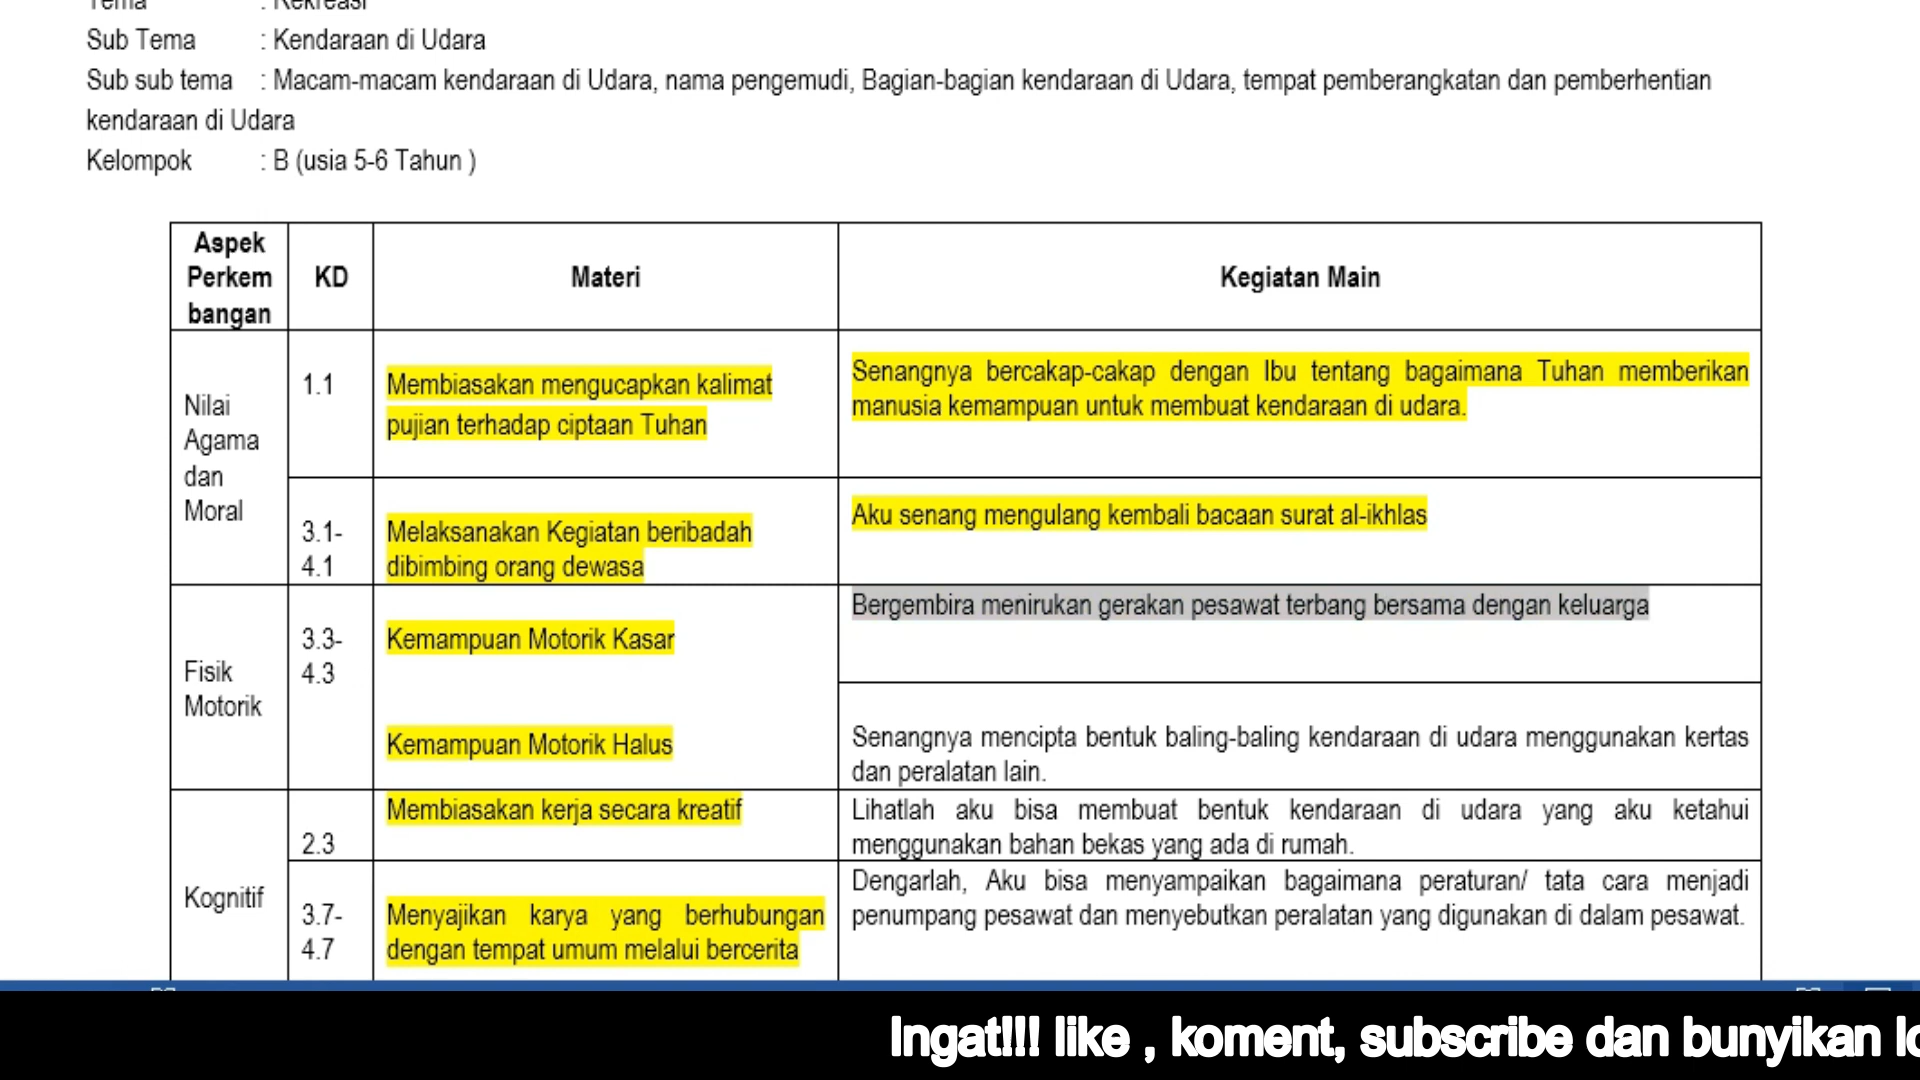 Tema : Rekreasi
Sub Tema : Kendaraan di Udara
Sub sub tema : Macam-macam kendaraan di Udara, nama pengemudi, Bagian-bagian kendaraan di Udara, tempat pemberangkatan dan pemberhentian
kendaraan di Udara
Kelompok : B (usia 5-6 Tahun )
Aspek
Perkem
bangan
KD
Materi
Kegiatan Main
Nilai
Agama
dan
Moral
1.1
Membiasakan mengucapkan kalimat
pujian terhadap ciptaan Tuhan
Senangnya bercakap-cakap dengan Ibu tentang bagaimana Tuhan memberikan
manusia kemampuan untuk membuat kendaraan di udara.
3.1-
4.1
Melaksanakan Kegiatan beribadah
dibimbing orang dewasa
Aku senang mengulang kembali bacaan surat al-ikhlas
Fisik
Motorik
3.3-
4.3
Kemampuan Motorik Kasar
Bergembira menirukan gerakan pesawat terbang bersama dengan keluarga
Kemampuan Motorik Halus
Senangnya mencipta bentuk baling-baling kendaraan di udara menggunakan kertas
dan peralatan lain.
Kognitif
2.3
Membiasakan kerja secara kreatif
Lihatlah aku bisa membuat bentuk kendaraan di udara yang aku ketahui
menggunakan bahan bekas yang ada di rumah.
3.7-
4.7
Menyajikan karya yang berhubungan
dengan tempat umum melalui bercerita
Dengarlah, Aku bisa menyampaikan bagaimana peraturan/ tata cara menjadi
penumpang pesawat dan menyebutkan peralatan yang digunakan di dalam pesawat.
Ingat!!! like , koment, subscribe dan bunyikan